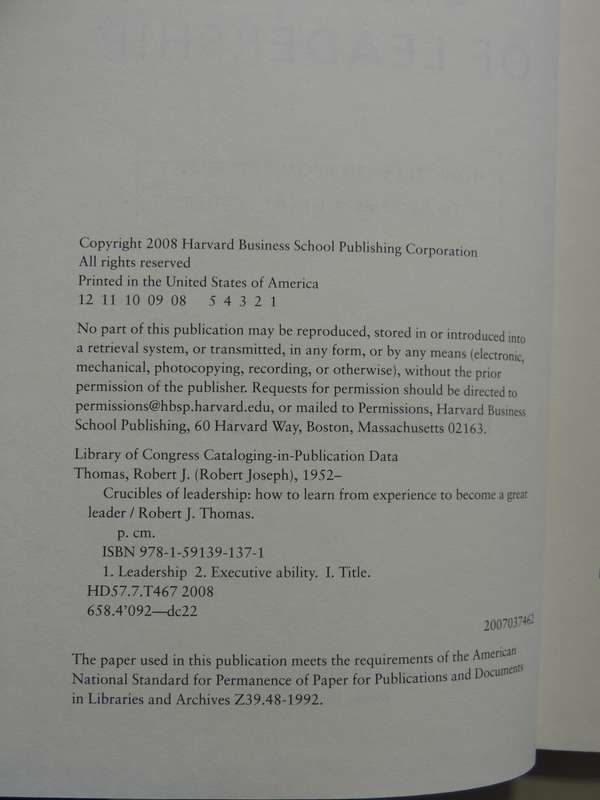 OF LEADERSHIP
Copyright 2008 Harvard Business School Publishing Corporation
All rights reserved
Printed in the United States of America
12 11 10 09 08 5 4 3 2 1
No part of this publication may be reproduced, stored in or introduced into
a retrieval system, or transmitted, in any form, or by any means (electronic,
mechanical, photocopying, recording, or otherwise), without the prior
permission of the publisher. Requests for permission should be directed to
permissions@hbsp.harvard.edu, or mailed to Permissions, Harvard Business
School Publishing, 60 Harvard Way, Boston, Massachusetts 02163.
Library of Congress Cataloging-in-Publication Data
Thomas, Robert J. (Robert Joseph), 1952–
Crucibles of leadership: how to learn from experience to become a great
leader / Robert J. Thomas.
p. cm.
ISBN 978-1-59139-137-1
1. Leadership 2. Executive ability. I. Title.
HD57.7.T467 2008
658.4'092—dc22
2007037462
The paper used in this publication meets the requirements of the American
National Standard for Permanence of Paper for Publications and Documents
in Libraries and Archives Z39.48-1992.